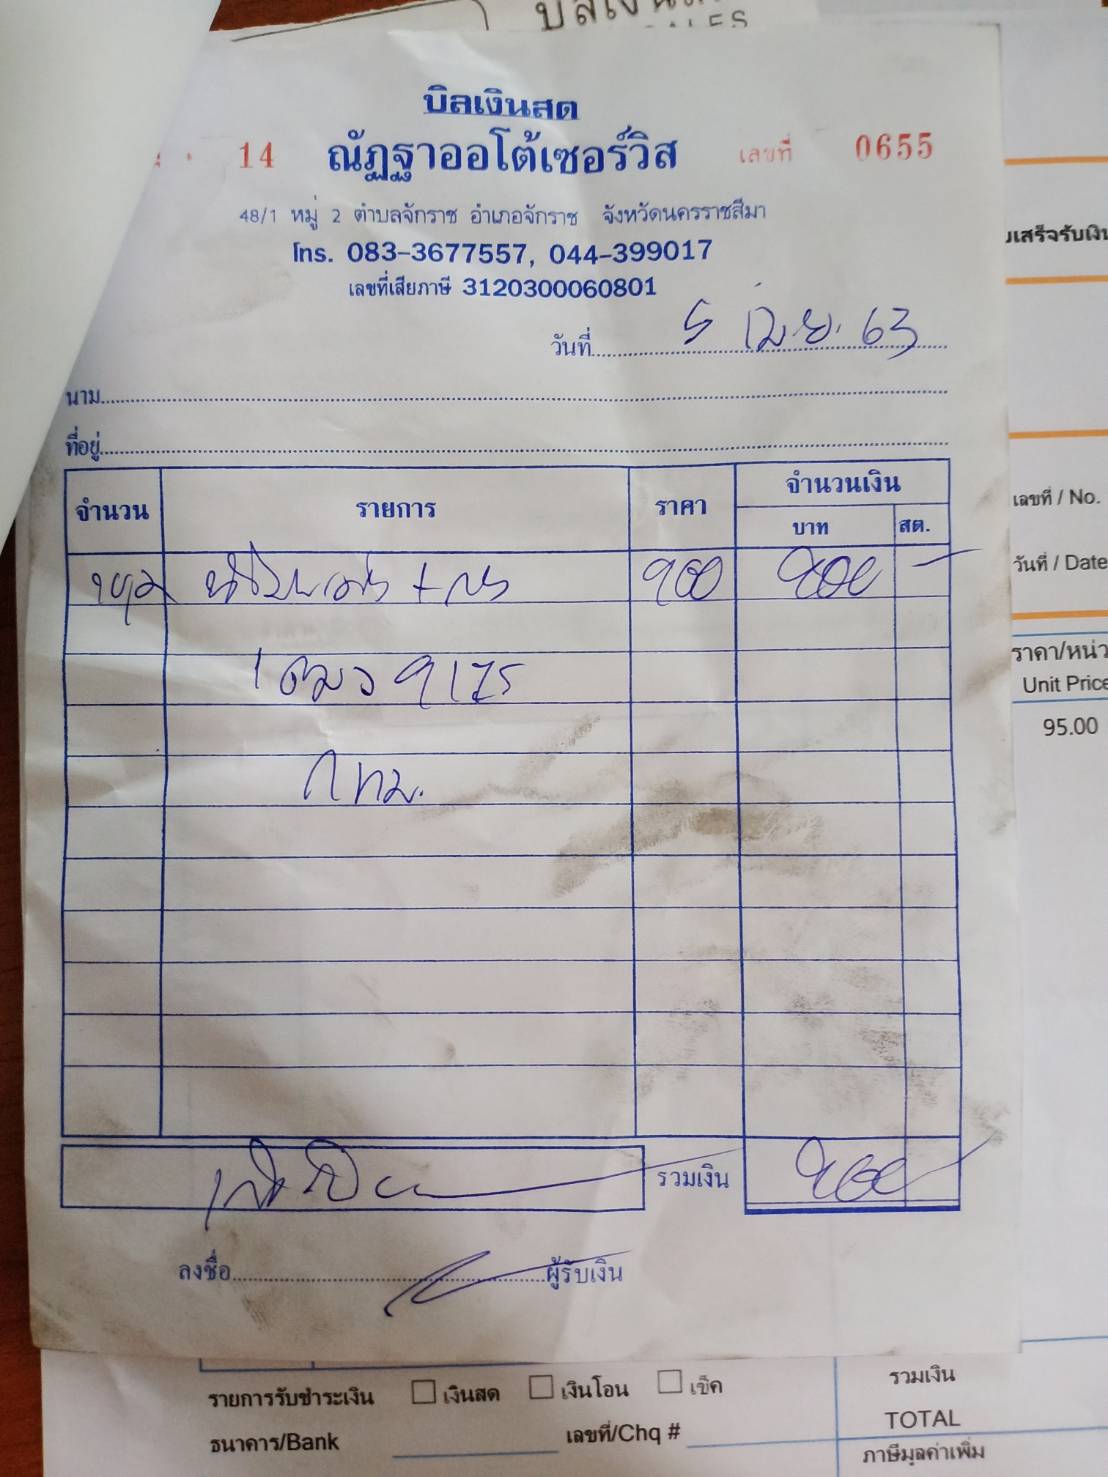 บิลเงินสด
14 ณัฏฐาออโต้เซอร์วิส เลขที่ 0655
48/1 หมู่ 2 ตำบลจักราช อำเภอจักราช จังหวัดนครราชสีมา
โทร. 083-3677557, 044-399017
เลขที่เสียภาษี 3120300060801
วันที่ 5 เม.ย. 63
นาม
ที่อยู่
จำนวน รายการ ราคา จำนวนเงิน
บาท สต.
900 900 -
9175
กทม.
รวมเงิน 900 -
ลงชื่อ ผู้รับเงิน
เลขที่ / No.
วันที่ / Date
Unit Price
95.00
รายการรับชำระเงิน เงินสด เงินโอน เช็ค รวมเงิน
ธนาคาร/Bank เลขที่/Chq # TOTAL
ภาษีมูลค่าเพิ่ม